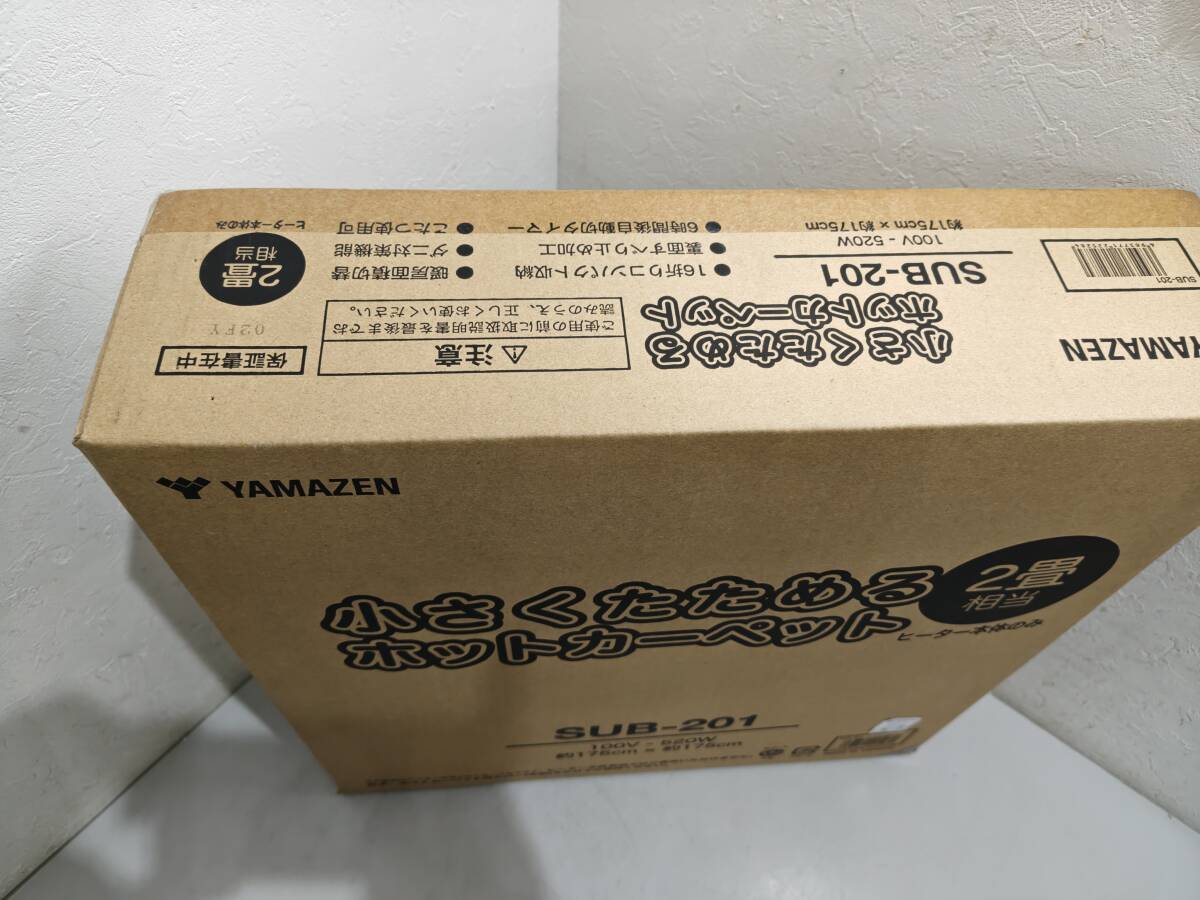 YAMAZEN
小さくたためる
ホットカーペット
2畳
相当
ヒーター本体のみ
SUB-201
100V - 520W
約175cm × 約175cm
YAMAZEN
小さくたためる
ホットカーペット
SUB-201
100V - 520W
約175cm × 約175cm
SUB-201
● 16折りコンパクト収納
● 裏面すべり止め加工
● 6時間後自動切タイマー
● 暖房面積切替
● ダニ対策機能
● こたつ使用可
2畳
相当
ヒーター本体のみ
⚠ 注意
ご使用の前に取扱説明書を最後までお
読みのうえ、正しくお使いください。
保証書在中
02FY